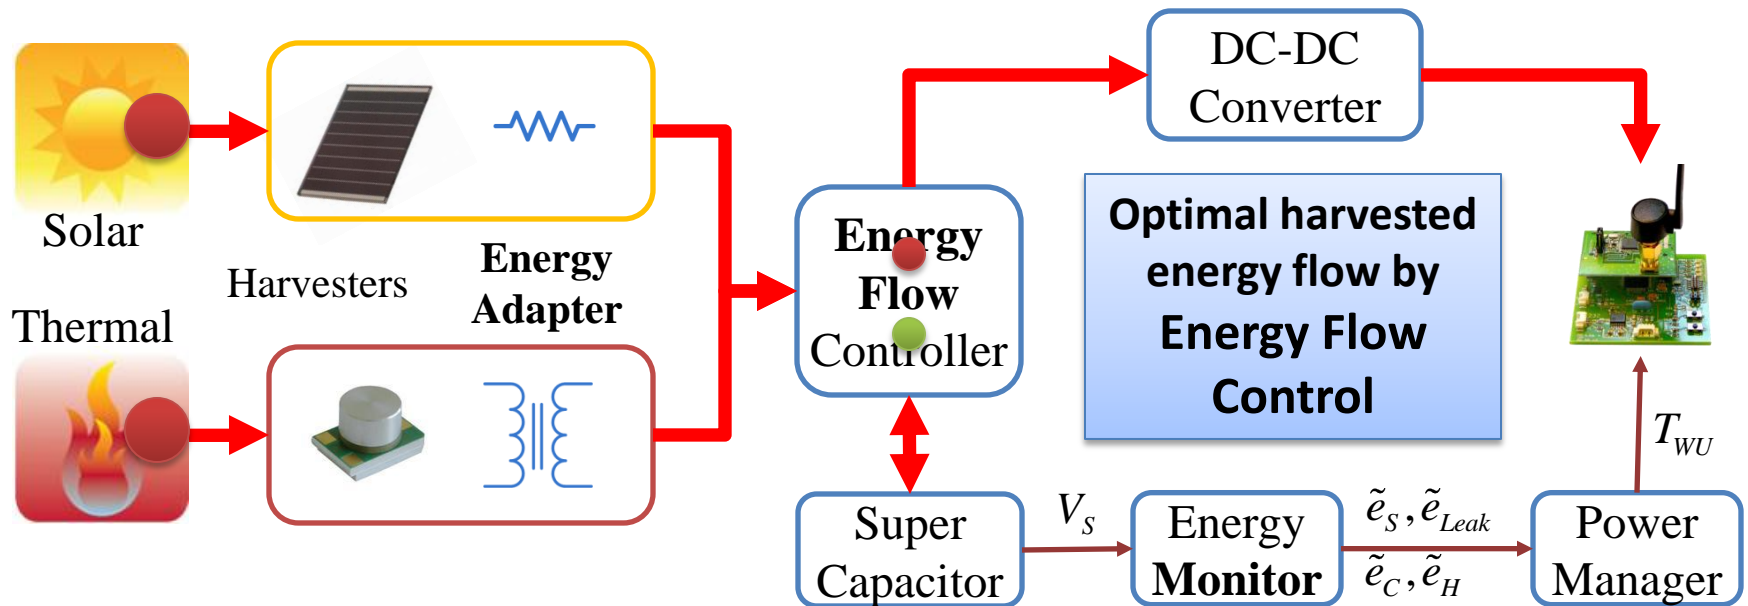 Solar
Thermal
Harvesters
Energy
Adapter
Energy
Flow
Controller
DC-DC
Converter
Optimal harvested
energy flow by
Energy Flow
Control
Super
Capacitor
V_S
Energy
Monitor
ẽ_S, ẽ_Leak
ẽ_C, ẽ_H
Power
Manager
T_WU